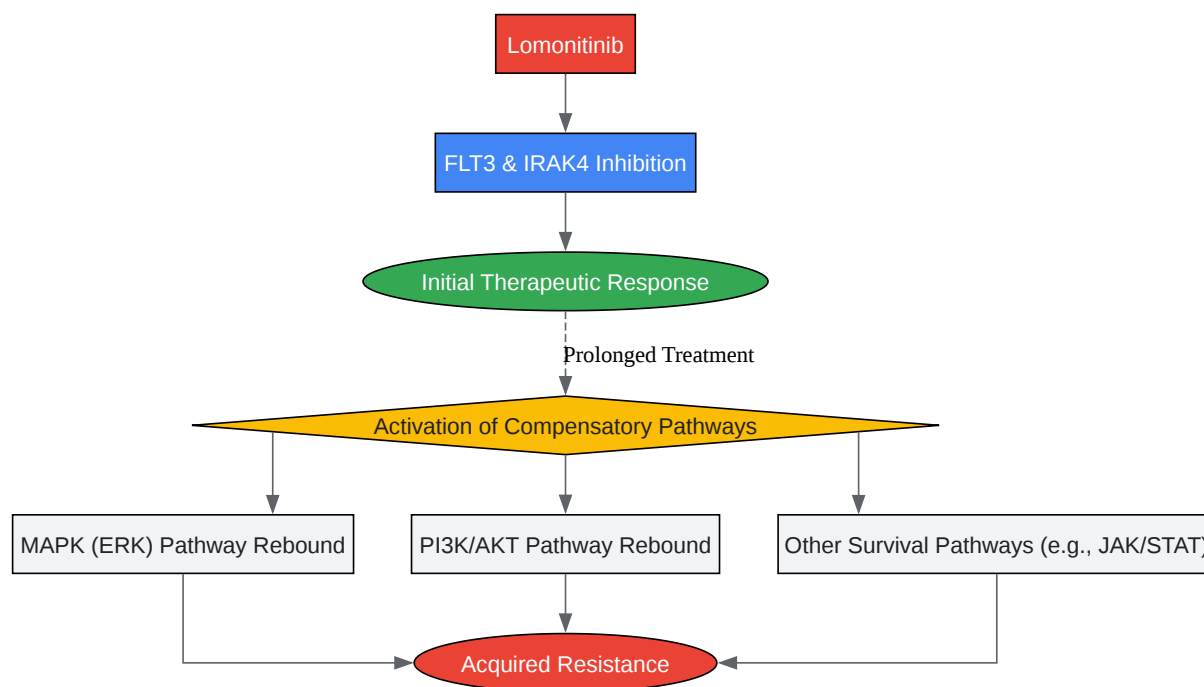 Lomonitinib
FLT3 & IRAK4 Inhibition
Initial Therapeutic Response
Prolonged Treatment
Activation of Compensatory Pathways
MAPK (ERK) Pathway Rebound
PI3K/AKT Pathway Rebound
Other Survival Pathways (e.g., JAK/STAT)
Acquired Resistance